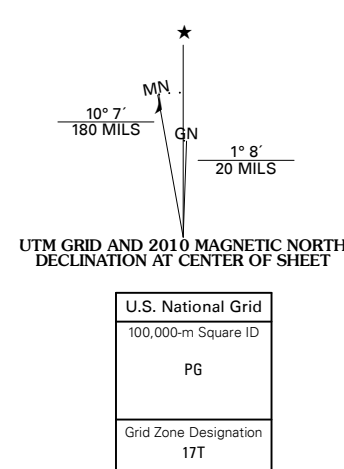 ★
MN
10° 7´
180 MILS
GN
1° 8´
20 MILS
UTM GRID AND 2010 MAGNETIC NORTH
DECLINATION AT CENTER OF SHEET
U.S. National Grid
100,000-m Square ID
PG
Grid Zone Designation
17T